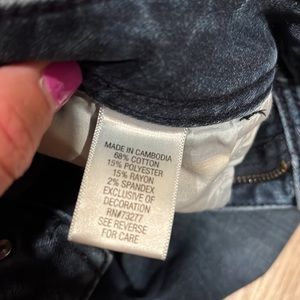 MADE IN CAMBODIA
68% COTTON
15% POLYESTER
15% RAYON
2% SPANDEX
EXCLUSIVE OF
DECORATION
RN#73277
SEE REVERSE
FOR CARE